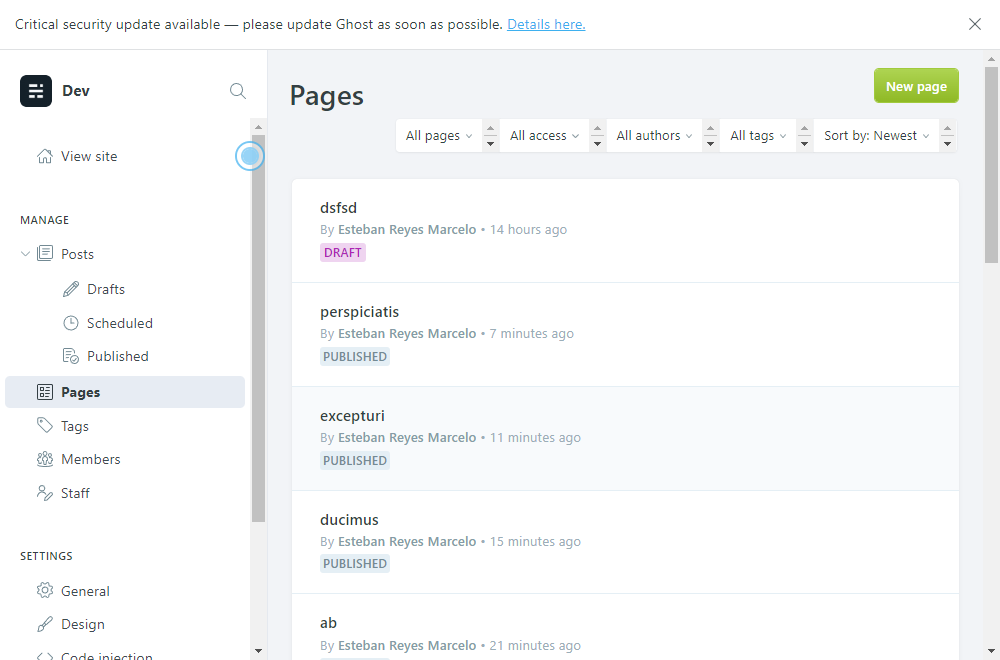 Critical security update available — please update Ghost as soon as possible. Details here.
Dev
View site
MANAGE
Posts
Drafts
Scheduled
Published
Pages
Tags
Members
Staff
SETTINGS
General
Design
Code injection
Pages
New page
All pages
All access
All authors
All tags
Sort by: Newest
dsfsd
By Esteban Reyes Marcelo • 14 hours ago
DRAFT
perspiciatis
By Esteban Reyes Marcelo • 7 minutes ago
PUBLISHED
excepturi
By Esteban Reyes Marcelo • 11 minutes ago
PUBLISHED
ducimus
By Esteban Reyes Marcelo • 15 minutes ago
PUBLISHED
ab
By Esteban Reyes Marcelo • 21 minutes ago